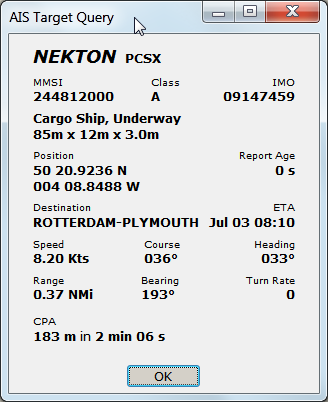 AIS Target Query
NEKTON PCSX
MMSI Class IMO
244812000 A 09147459
Cargo Ship, Underway
85m x 12m x 3.0m
Position Report Age
50 20.9236 N 0 s
004 08.8488 W
Destination ETA
ROTTERDAM-PLYMOUTH Jul 03 08:10
Speed Course Heading
8.20 Kts 036° 033°
Range Bearing Turn Rate
0.37 NMi 193° 0
CPA
183 m in 2 min 06 s
OK